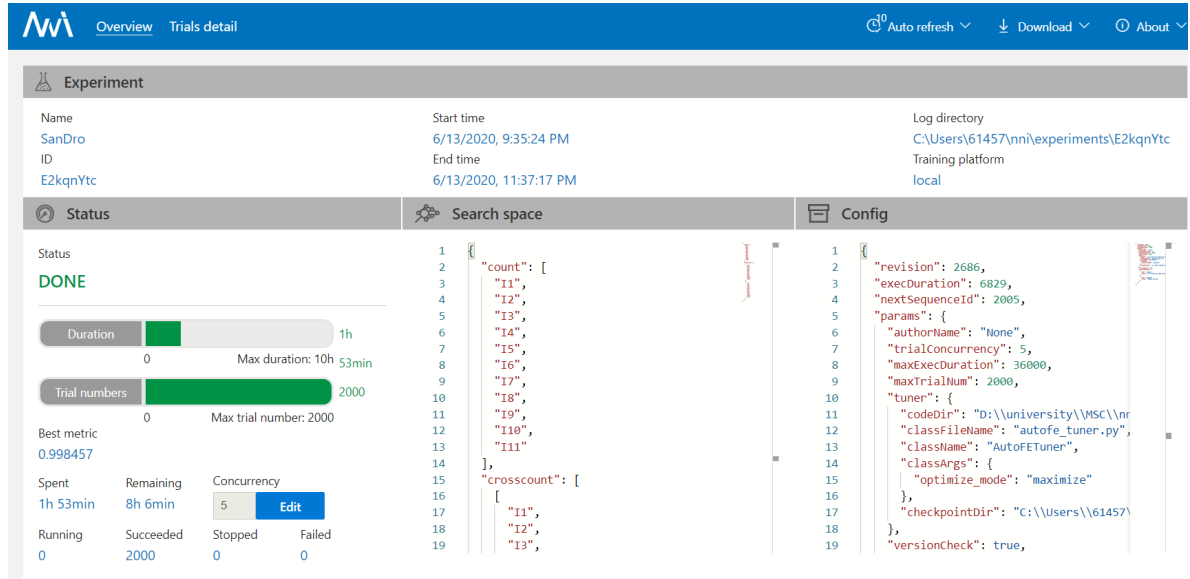 NNi Overview Trials detail 10 Auto refresh Download About
Experiment
Name Start time Log directory
SanDro 6/13/2020, 9:35:24 PM C:\Users\61457\nni\experiments\E2kqnYtc
ID End time Training platform
E2kqnYtc 6/13/2020, 11:37:17 PM local
Status
Status
DONE
Duration 1h
0 Max duration: 10h 53min
Trial numbers 2000
0 Max trial number: 2000
Best metric
0.998457
Spent Remaining Concurrency
1h 53min 8h 6min 5 Edit
Running Succeeded Stopped Failed
0 2000 0 0
Search space
1 {
2 "count": [
3 "I1",
4 "I2",
5 "I3",
6 "I4",
7 "I5",
8 "I6",
9 "I7",
10 "I8",
11 "I9",
12 "I10",
13 "I11"
14 ],
15 "crosscount": [
16 [
17 "I1",
18 "I2",
19 "I3",
Config
1 {
2 "revision": 2686,
3 "execDuration": 6829,
4 "nextSequenceId": 2005,
5 "params": {
6 "authorName": "None",
7 "trialConcurrency": 5,
8 "maxExecDuration": 36000,
9 "maxTrialNum": 2000,
10 "tuner": {
11 "codeDir": "D:\\university\\MSC\\nr
12 "classFileName": "autofe_tuner.py",
13 "className": "AutoFETuner",
14 "classArgs": {
15 "optimize_mode": "maximize"
16 },
17 "checkpointDir": "C:\\Users\\61457\
18 },
19 "versionCheck": true,